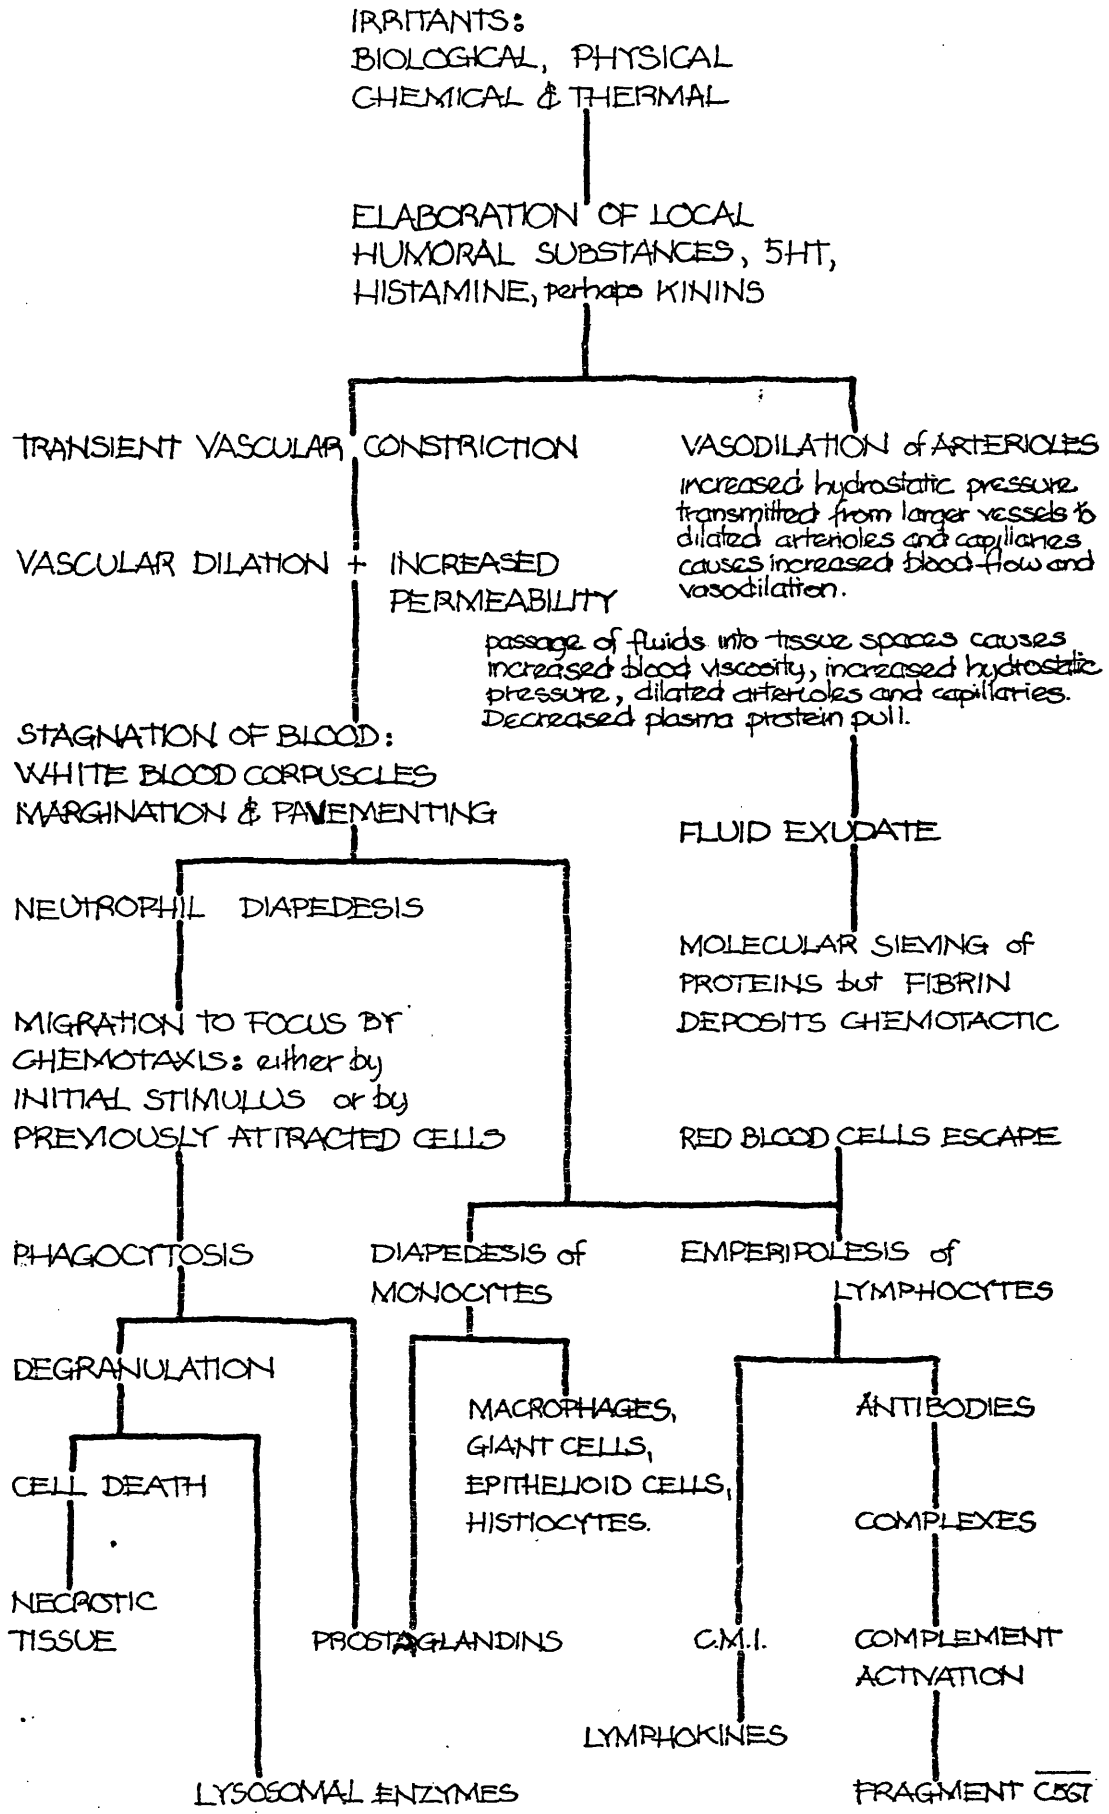 IRRITANTS:
BIOLOGICAL, PHYSICAL
CHEMICAL & THERMAL
ELABORATION OF LOCAL
HUMORAL SUBSTANCES, 5HT,
HISTAMINE, perhaps KININS
TRANSIENT VASCULAR CONSTRICTION
VASCULAR DILATION + INCREASED
PERMEABILITY
VASODILATION of ARTERIOLES
increased hydrostatic pressure
transmitted from larger vessels to
dilated arterioles and capillaries
causes increased blood flow and
vasodilation.
passage of fluids into tissue spaces causes
increased blood viscosity, increased hydrostatic
pressure, dilated arterioles and capillaries.
Decreased plasma protein pull.
STAGNATION OF BLOOD:
WHITE BLOOD CORPUSCLES
MARGINATION & PAVEMENTING
FLUID EXUDATE
NEUTROPHIL DIAPEDESIS
MOLECULAR SIEVING of
PROTEINS but FIBRIN
DEPOSITS CHEMOTACTIC
MIGRATION TO FOCUS BY
CHEMOTAXIS: either by
INITIAL STIMULUS or by
PREVIOUSLY ATTRACTED CELLS
RED BLOOD CELLS ESCAPE
PHAGOCYTOSIS
DIAPEDESIS of
MONOCYTES
EMPERIPOLESIS of
LYMPHOCYTES
DEGRANULATION
MACROPHAGES,
GIANT CELLS,
EPITHELIOID CELLS,
HISTIOCYTES.
ANTIBODIES
CELL DEATH
COMPLEXES
NECROTIC
TISSUE
PROSTAGLANDINS
C.M.I.
COMPLEMENT
ACTIVATION
LYMPHOKINES
LYSOSOMAL ENZYMES
FRAGMENT C567